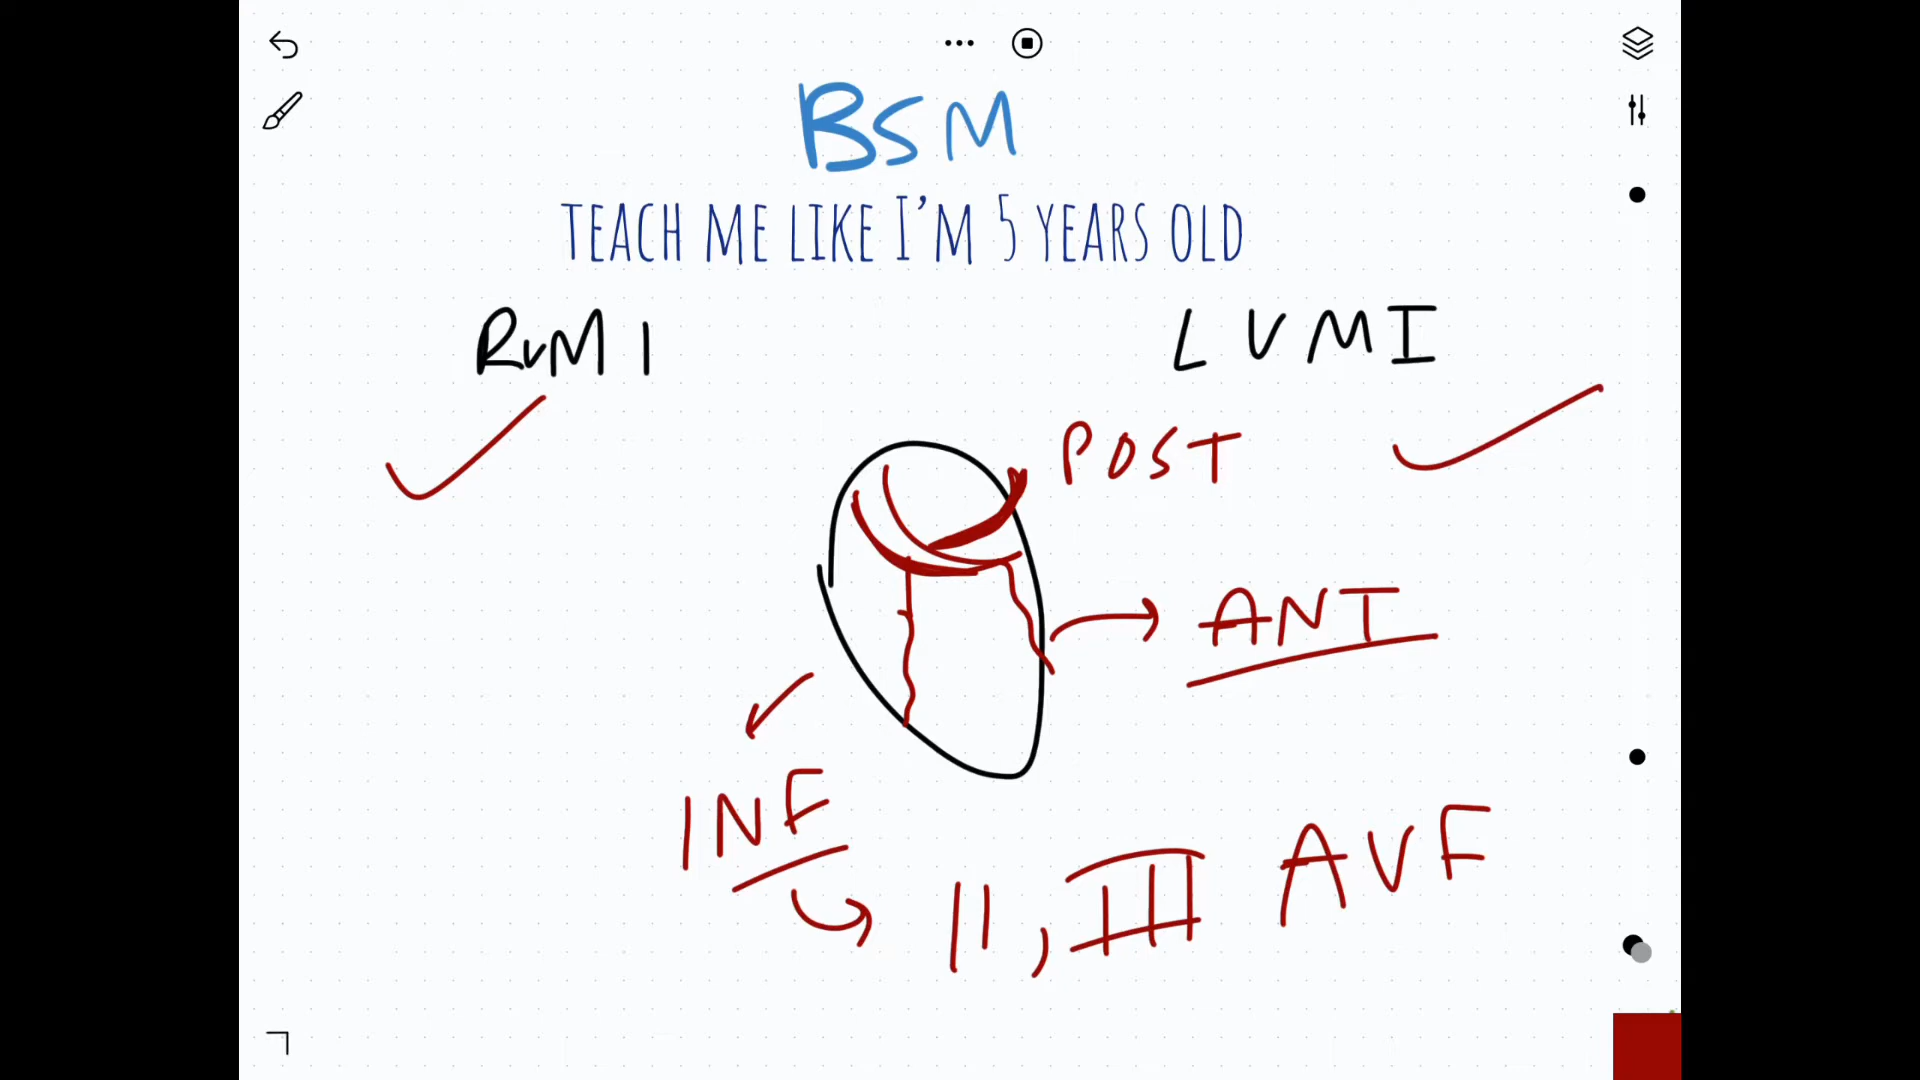 BSM
TEACH ME LIKE I'M 5 YEARS OLD
RVMI
LVMI
POST
ANT
INF
II, III AVF